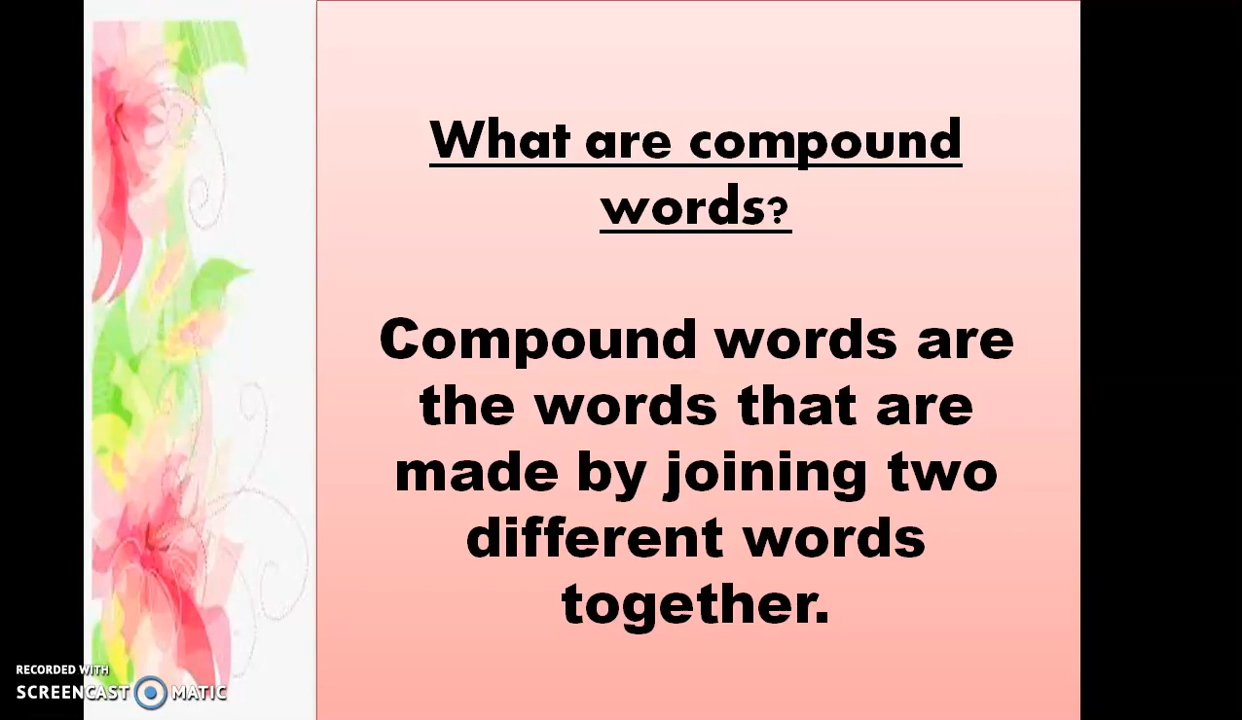 What are compound
words?
Compound words are
the words that are
made by joining two
different words
together.
RECORDED WITH
SCREENCAST MATIC